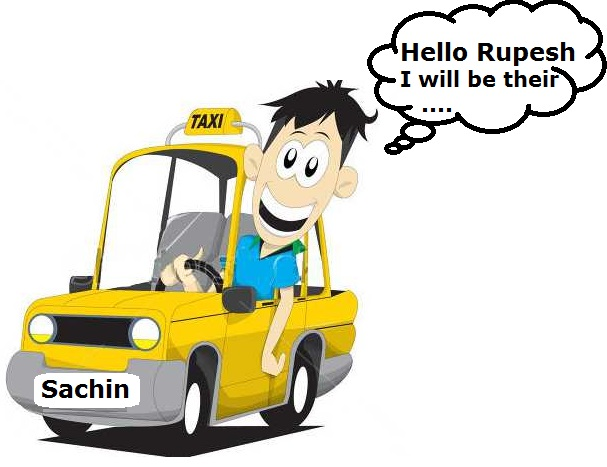 Hello Rupesh
I will be their
....
TAXI
Sachin